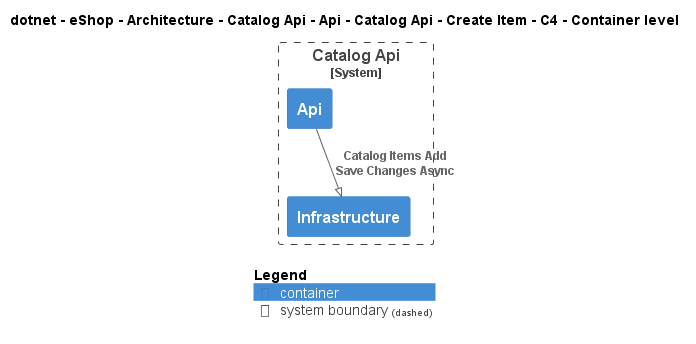 dotnet - eShop - Architecture - Catalog Api - Api - Catalog Api - Create Item - C4 - Container level
Catalog Api
[System]
Api
Catalog Items Add
Save Changes Async
Infrastructure
Legend
container
system boundary (dashed)